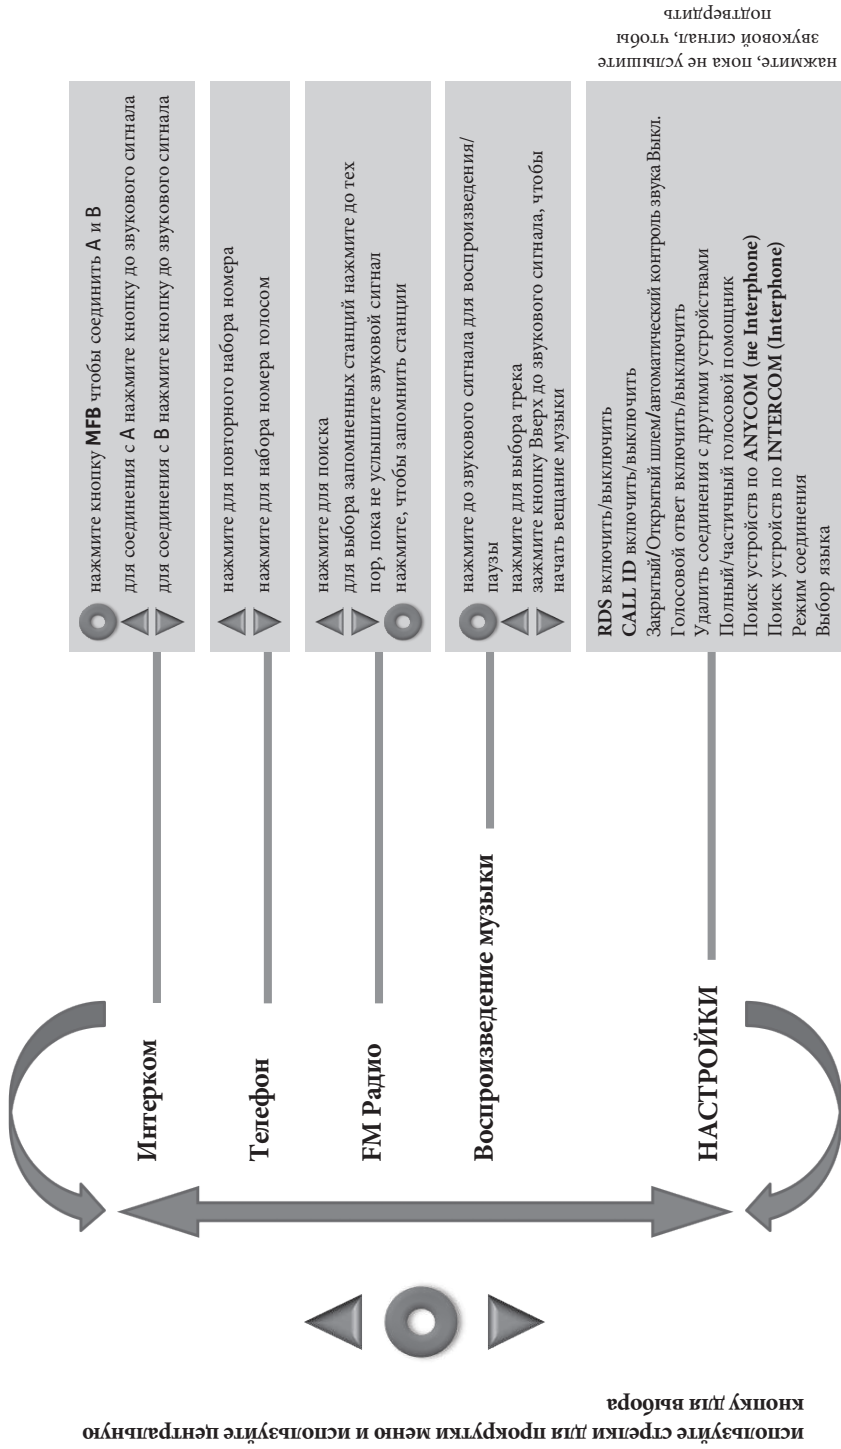 используйте стрелки для прокрутки меню и используйте центральную
кнопку для выбора
Интерком
нажмите кнопку MFB чтобы соединить A и B
для соединения с A нажмите кнопку до звукового сигнала
для соединения с B нажмите кнопку до звукового сигнала
Телефон
нажмите для повторного набора номера
нажмите для набора номера голосом
FM Радио
нажмите для поиска
для выбора запомненных станций нажмите до тех
пор, пока не услышите звуковой сигнал
нажмите, чтобы запомнить станции
Воспроизведение музыки
нажмите до звукового сигнала для воспроизведения/
паузы
нажмите для выбора трека
зажмите кнопку Вверх до звукового сигнала, чтобы
начать вещание музыки
НАСТРОЙКИ
RDS включить/выключить
CALL ID включить/выключить
Закрытый/Открытый шлем/автоматический контроль звука Выкл.
Голосовой ответ включить/выключить
Удалить соединения с другими устройствами
Полный/частичный голосовой помощник
Поиск устройств по ANYCOM (не Interphone)
Поиск устройств по INTERCOM (Interphone)
Режим соединения
Выбор языка
нажмите, пока не услышите
звуковой сигнал, чтобы
подтвердить